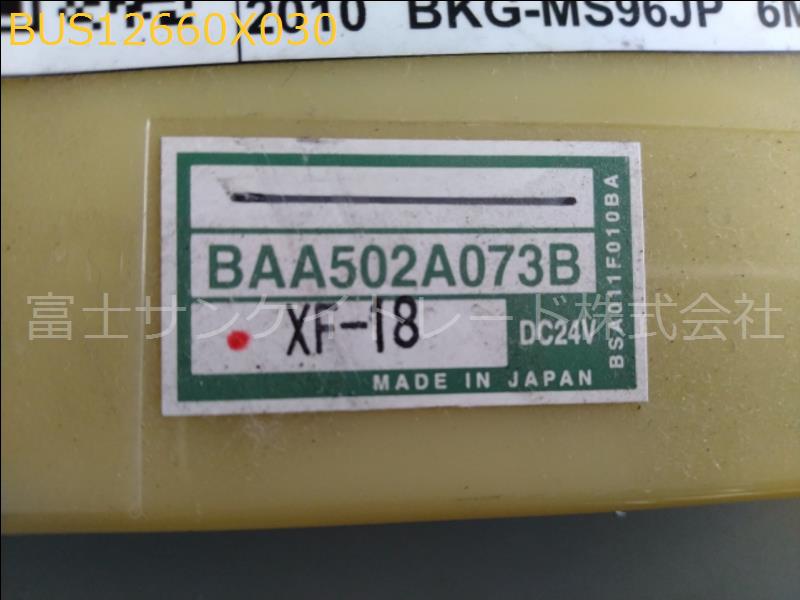 BUS12660X030
2010 BKG-MS96JP 6M
BAA502A073B
XF-18
DC24V
MADE IN JAPAN
BSA011F010BA
富士サンケイトレード株式会社